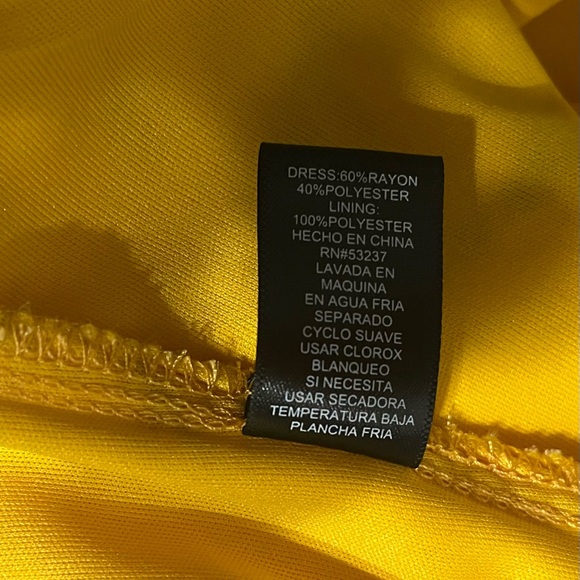 DRESS:60%RAYON
40%POLYESTER
LINING:
100%POLYESTER
HECHO EN CHINA
RN#53237
LAVADA EN
MAQUINA
EN AGUA FRIA
SEPARADO
CYCLO SUAVE
USAR CLOROX
BLANQUEO
SI NECESITA
USAR SECADORA
TEMPERATURA BAJA
PLANCHA FRIA